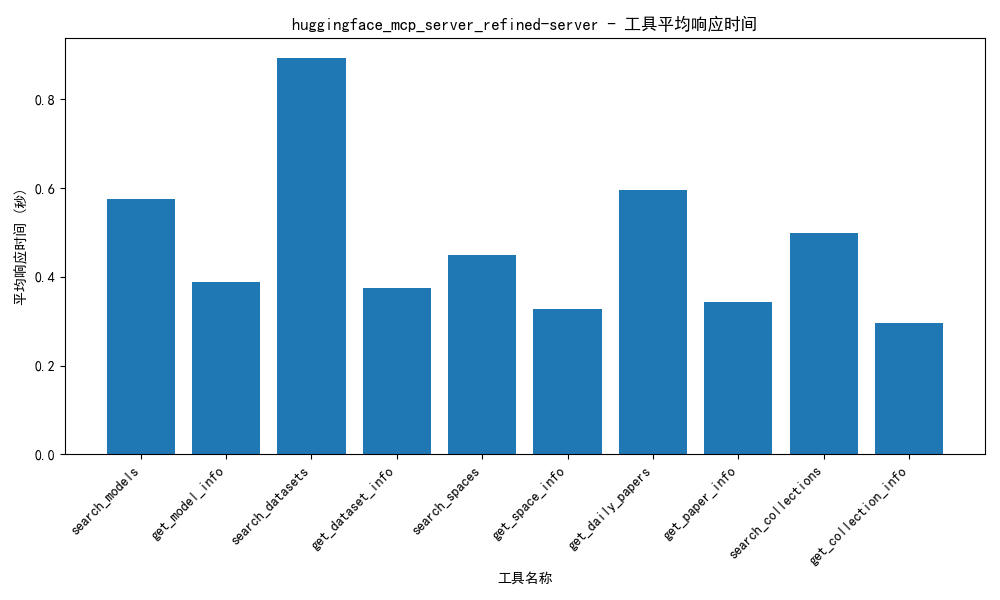 huggingface_mcp_server_refined-server - 工具平均响应时间
平均响应时间 (秒)
0.8
0.6
0.4
0.2
0.0
search_models
get_model_info
search_datasets
get_dataset_info
search_spaces
get_space_info
get_daily_papers
get_paper_info
search_collections
get_collection_info
工具名称